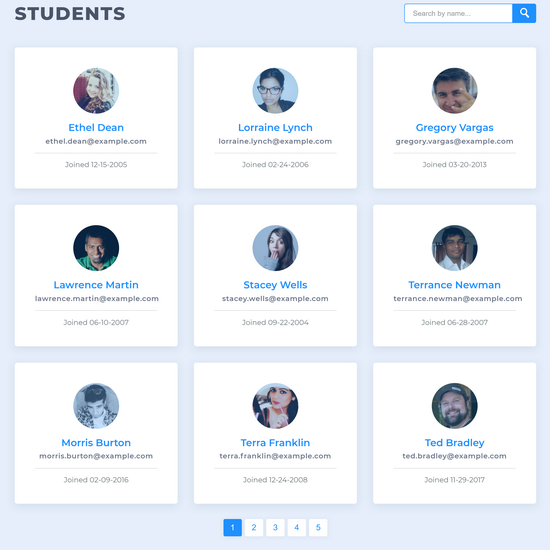 STUDENTS
Search by name...
Ethel Dean
ethel.dean@example.com
Joined 12-15-2005
Lorraine Lynch
lorraine.lynch@example.com
Joined 02-24-2006
Gregory Vargas
gregory.vargas@example.com
Joined 03-20-2013
Lawrence Martin
lawrence.martin@example.com
Joined 06-10-2007
Stacey Wells
stacey.wells@example.com
Joined 09-22-2004
Terrance Newman
terrance.newman@example.com
Joined 06-28-2007
Morris Burton
morris.burton@example.com
Joined 02-09-2016
Terra Franklin
terra.franklin@example.com
Joined 12-24-2008
Ted Bradley
ted.bradley@example.com
Joined 11-29-2017
1 2 3 4 5